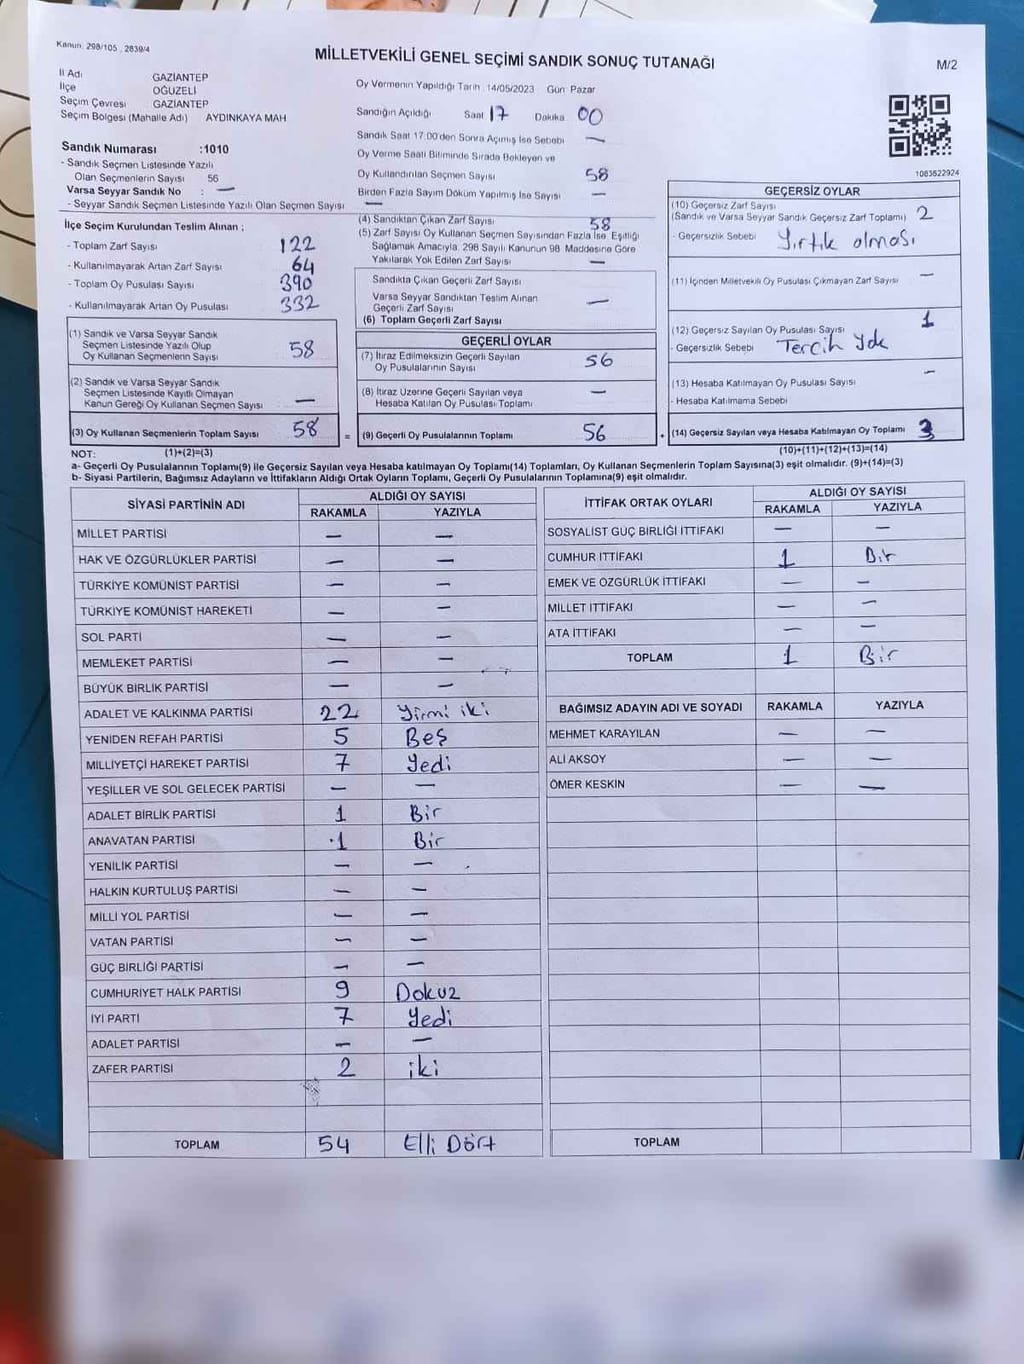 Kanun: 298/105 , 2839/4
MİLLETVEKİLİ GENEL SEÇİMİ SANDIK SONUÇ TUTANAĞI
M/2
İl Adı GAZİANTEP
İlçe OĞUZELİ
Seçim Çevresi GAZİANTEP
Seçim Bölgesi (Mahalle Adı) AYDINKAYA MAH
Sandık Numarası :1010
- Sandık Seçmen Listesinde Yazılı
Olan Seçmenlerin Sayısı 56
Varsa Seyyar Sandık No : —
- Seyyar Sandık Seçmen Listesinde Yazılı Olan Seçmen Sayısı —
İlçe Seçim Kurulundan Teslim Alınan ;
- Toplam Zarf Sayısı 122
- Kullanılmayarak Artan Zarf Sayısı 64
- Toplam Oy Pusulası Sayısı 390
- Kullanılmayarak Artan Oy Pusulası 332
(1) Sandık ve Varsa Seyyar Sandık
Seçmen Listesinde Yazılı Olup
Oy Kullanan Seçmenlerin Sayısı 58
(2) Sandık ve Varsa Seyyar Sandık
Seçmen Listesinde Kayıtlı Olmayan
Kanun Gereği Oy Kullanan Seçmen Sayısı —
(3) Oy Kullanan Seçmenlerin Toplam Sayısı 58 =
Oy Vermenin Yapıldığı Tarih : 14/05/2023 Gün Pazar
Sandığın Açıldığı Saat 17 Dakika 00
Sandık Saat 17:00'den Sonra Açımış İse Sebebi —
Oy Verme Saati Bitiminde Sırada Bekleyen ve
Oy Kullandırılan Seçmen Sayısı 58
Birden Fazla Sayım Döküm Yapılmış İse Sayısı —
(4) Sandıktan Çıkan Zarf Sayısı 58
(5) Zarf Sayısı Oy Kullanan Seçmen Sayısından Fazla İse, Eşitliği
Sağlamak Amacıyla, 298 Sayılı Kanunun 98 Maddesine Göre
Yakılarak Yok Edilen Zarf Sayısı —
Sandıkta Çıkan Geçerli Zarf Sayısı
Varsa Seyyar Sandıktan Teslim Alınan
Geçerli Zarf Sayısı —
(6) Toplam Geçerli Zarf Sayısı
GEÇERLİ OYLAR
(7) İtiraz Edilmeksizin Geçerli Sayılan
Oy Pusulalarının Sayısı 56
(8) İtiraz Üzerine Geçerli Sayılan veya
Hesaba Katılan Oy Pusulası Toplamı —
(9) Geçerli Oy Pusulalarının Toplamı 56
1083622924
GEÇERSİZ OYLAR
(10) Geçersiz Zarf Sayısı
(Sandık ve Varsa Seyyar Sandık Geçersiz Zarf Toplamı) 2
- Geçersizlik Sebebi Yırtık olması
(11) İçinden Milletvekili Oy Pusulası Çıkmayan Zarf Sayısı —
(12) Geçersiz Sayılan Oy Pusulası Sayısı 1
- Geçersizlik Sebebi Tercih Yok
(13) Hesaba Katılmayan Oy Pusulası Sayısı —
- Hesaba Katılmama Sebebi
+ (14) Geçersiz Sayılan veya Hesaba Katılmayan Oy Toplamı 3
NOT: (1)+(2)=(3) (10)+(11)+(12)+(13)=(14)
a- Geçerli Oy Pusulalarının Toplamı(9) ile Geçersiz Sayılan veya Hesaba katılmayan Oy Toplamı(14) Toplamları, Oy Kullanan Seçmenlerin Toplam Sayısına(3) eşit olmalıdır. (9)+(14)=(3)
b- Siyasi Partilerin, Bağımsız Adayların ve İttifakların Aldığı Ortak Oyların Toplamı, Geçerli Oy Pusulalarının Toplamına(9) eşit olmalıdır.
SİYASİ PARTİNİN ADI ALDIĞI OY SAYISI
RAKAMLA YAZIYLA
MİLLET PARTİSİ — —
HAK VE ÖZGÜRLÜKLER PARTİSİ — —
TÜRKİYE KOMÜNİST PARTİSİ — —
TÜRKİYE KOMÜNİST HAREKETİ — —
SOL PARTİ — —
MEMLEKET PARTİSİ — —
BÜYÜK BİRLİK PARTİSİ — —
ADALET VE KALKINMA PARTİSİ 22 Yirmi iki
YENİDEN REFAH PARTİSİ 5 Beş
MİLLİYETÇİ HAREKET PARTİSİ 7 Yedi
YEŞİLLER VE SOL GELECEK PARTİSİ — —
ADALET BİRLİK PARTİSİ 1 Bir
ANAVATAN PARTİSİ 1 Bir
YENİLİK PARTİSİ — —
HALKIN KURTULUŞ PARTİSİ — —
MİLLİ YOL PARTİSİ — —
VATAN PARTİSİ — —
GÜÇ BİRLİĞİ PARTİSİ — —
CUMHURİYET HALK PARTİSİ 9 Dokuz
İYİ PARTİ 7 Yedi
ADALET PARTİSİ — —
ZAFER PARTİSİ 2 iki
TOPLAM 54 Elli Dört
İTTİFAK ORTAK OYLARI ALDIĞI OY SAYISI
RAKAMLA YAZIYLA
SOSYALİST GÜÇ BİRLİĞİ İTTİFAKI — —
CUMHUR İTTİFAKI 1 Bir
EMEK VE ÖZGÜRLÜK İTTİFAKI — —
MİLLET İTTİFAKI — —
ATA İTTİFAKI — —
TOPLAM 1 Bir
BAĞIMSIZ ADAYIN ADI VE SOYADI RAKAMLA YAZIYLA
MEHMET KARAYILAN — —
ALİ AKSOY — —
ÖMER KESKİN — —
TOPLAM